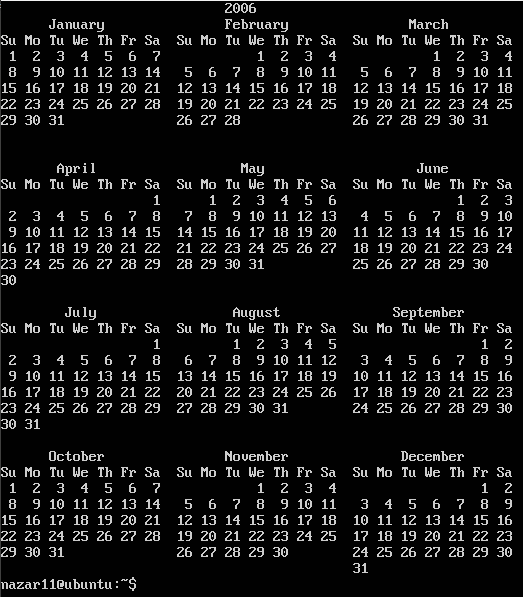 2006
      January               February               March
Su Mo Tu We Th Fr Sa  Su Mo Tu We Th Fr Sa  Su Mo Tu We Th Fr Sa
 1  2  3  4  5  6  7            1  2  3  4            1  2  3  4
 8  9 10 11 12 13 14   5  6  7  8  9 10 11   5  6  7  8  9 10 11
15 16 17 18 19 20 21  12 13 14 15 16 17 18  12 13 14 15 16 17 18
22 23 24 25 26 27 28  19 20 21 22 23 24 25  19 20 21 22 23 24 25
29 30 31              26 27 28              26 27 28 29 30 31

       April                  May                   June
Su Mo Tu We Th Fr Sa  Su Mo Tu We Th Fr Sa  Su Mo Tu We Th Fr Sa
                   1      1  2  3  4  5  6               1  2  3
 2  3  4  5  6  7  8   7  8  9 10 11 12 13   4  5  6  7  8  9 10
 9 10 11 12 13 14 15  14 15 16 17 18 19 20  11 12 13 14 15 16 17
16 17 18 19 20 21 22  21 22 23 24 25 26 27  18 19 20 21 22 23 24
23 24 25 26 27 28 29  28 29 30 31           25 26 27 28 29 30
30

        July                 August              September
Su Mo Tu We Th Fr Sa  Su Mo Tu We Th Fr Sa  Su Mo Tu We Th Fr Sa
                   1         1  2  3  4  5                  1  2
 2  3  4  5  6  7  8   6  7  8  9 10 11 12   3  4  5  6  7  8  9
 9 10 11 12 13 14 15  13 14 15 16 17 18 19  10 11 12 13 14 15 16
16 17 18 19 20 21 22  20 21 22 23 24 25 26  17 18 19 20 21 22 23
23 24 25 26 27 28 29  27 28 29 30 31        24 25 26 27 28 29 30
30 31

      October               November              December
Su Mo Tu We Th Fr Sa  Su Mo Tu We Th Fr Sa  Su Mo Tu We Th Fr Sa
 1  2  3  4  5  6  7            1  2  3  4                  1  2
 8  9 10 11 12 13 14   5  6  7  8  9 10 11   3  4  5  6  7  8  9
15 16 17 18 19 20 21  12 13 14 15 16 17 18  10 11 12 13 14 15 16
22 23 24 25 26 27 28  19 20 21 22 23 24 25  17 18 19 20 21 22 23
29 30 31              26 27 28 29 30        24 25 26 27 28 29 30
                                            31
nazar11@ubuntu:~$